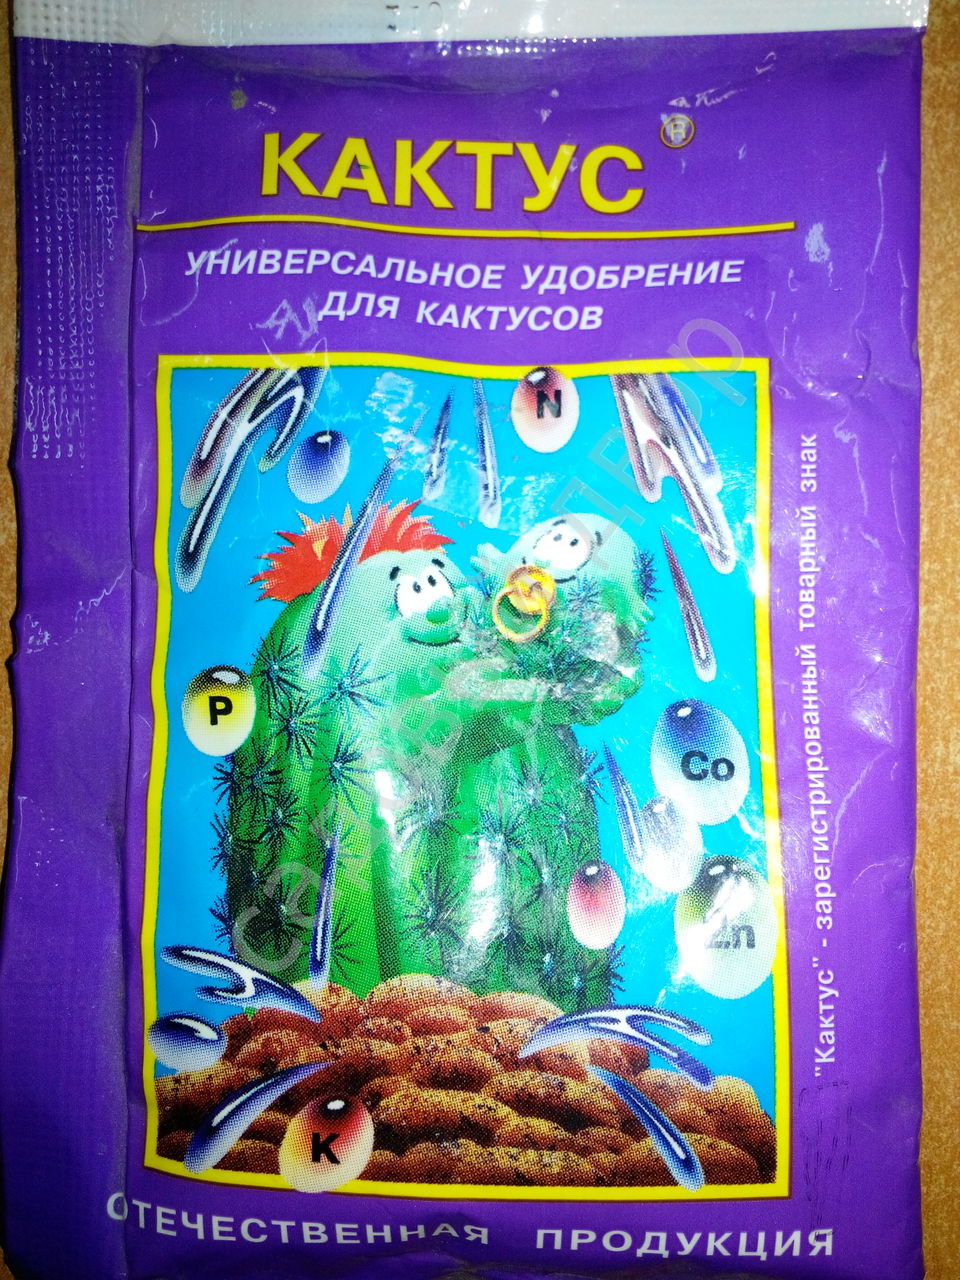 КАКТУС ®
УНИВЕРСАЛЬНОЕ УДОБРЕНИЕ
ДЛЯ КАКТУСОВ
N
P
Co
Zn
K
"Кактус" - зарегистрированный товарный знак
ОТЕЧЕСТВЕННАЯ ПРОДУКЦИЯ